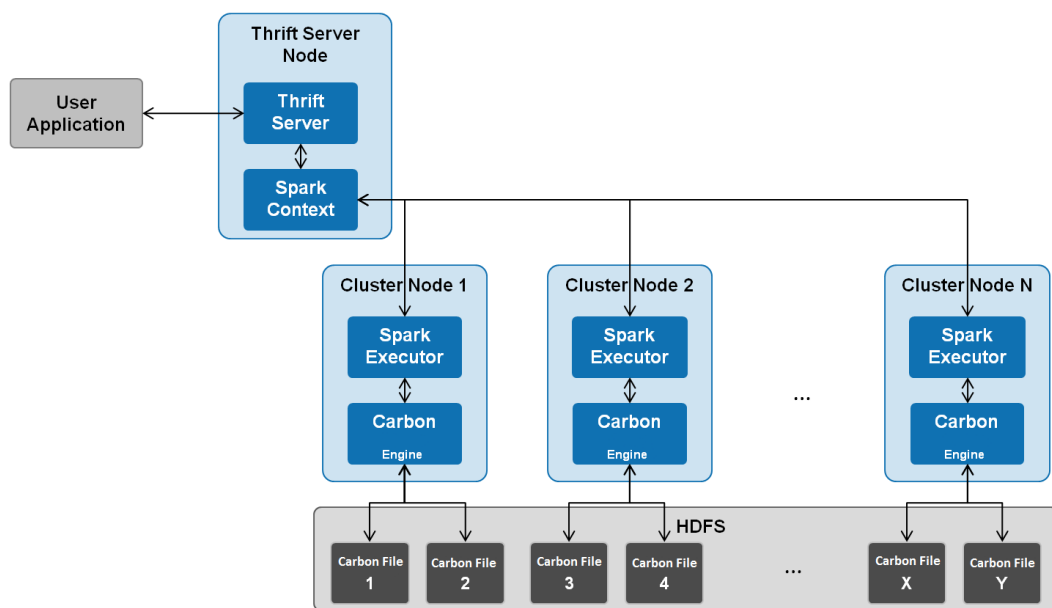 Thrift Server
Node
User
Application
Thrift
Server
Spark
Context
Cluster Node 1
Spark
Executor
Carbon
Engine
Cluster Node 2
Spark
Executor
Carbon
Engine
...
Cluster Node N
Spark
Executor
Carbon
Engine
HDFS
Carbon File
1
Carbon File
2
Carbon File
3
Carbon File
4
...
Carbon File
X
Carbon File
Y